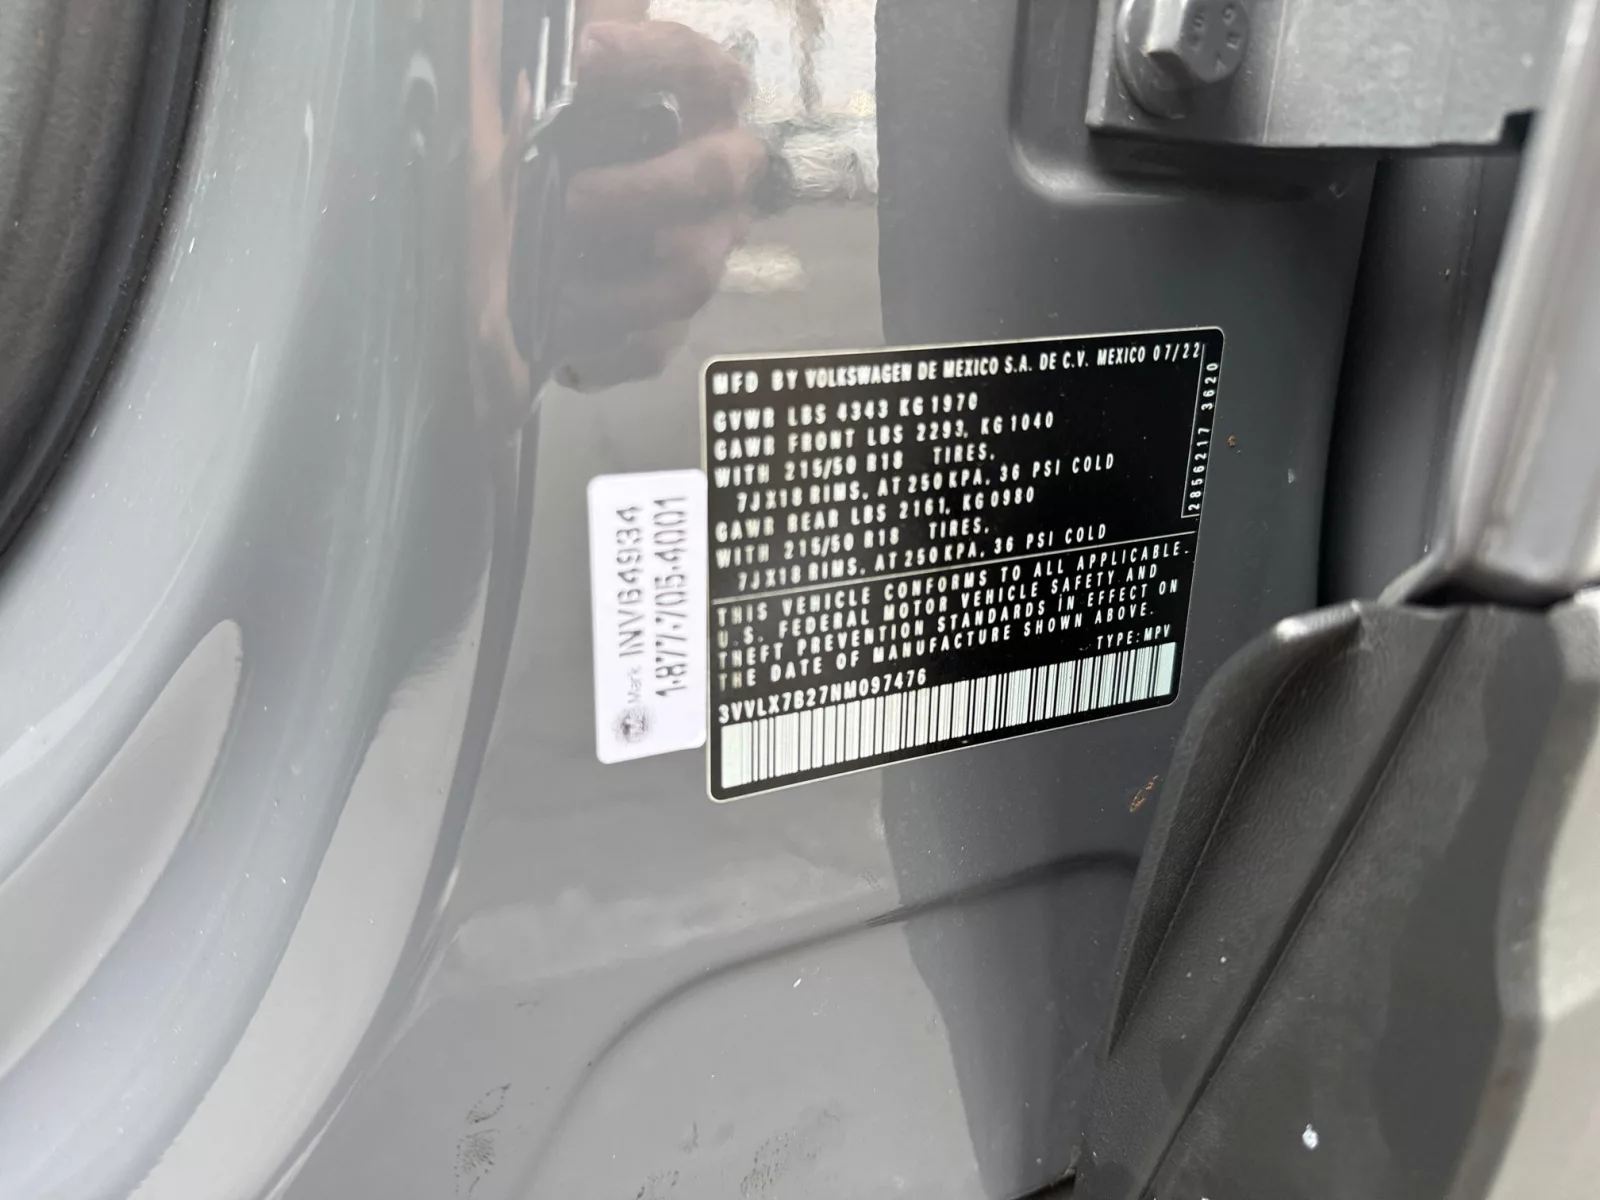 MFD BY VOLKSWAGEN DE MEXICO S.A. DE C.V. MEXICO 07/22
GVWR LBS 4343 KG 1970
GAWR FRONT LBS 2293, KG 1040
WITH 215/50 R18 TIRES,
7JX18 RIMS, AT 250 KPA, 36 PSI COLD
GAWR REAR LBS 2161, KG 0980
WITH 215/50 R18 TIRES,
7JX18 RIMS, AT 250 KPA, 36 PSI COLD
THIS VEHICLE CONFORMS TO ALL APPLICABLE
U.S. FEDERAL MOTOR VEHICLE SAFETY AND
THEFT PREVENTION STANDARDS IN EFFECT ON
THE DATE OF MANUFACTURE SHOWN ABOVE.
TYPE: MPV
3VVLX7B27NM097476
2856217 3620
Mark INV64934
1-877-705-4001